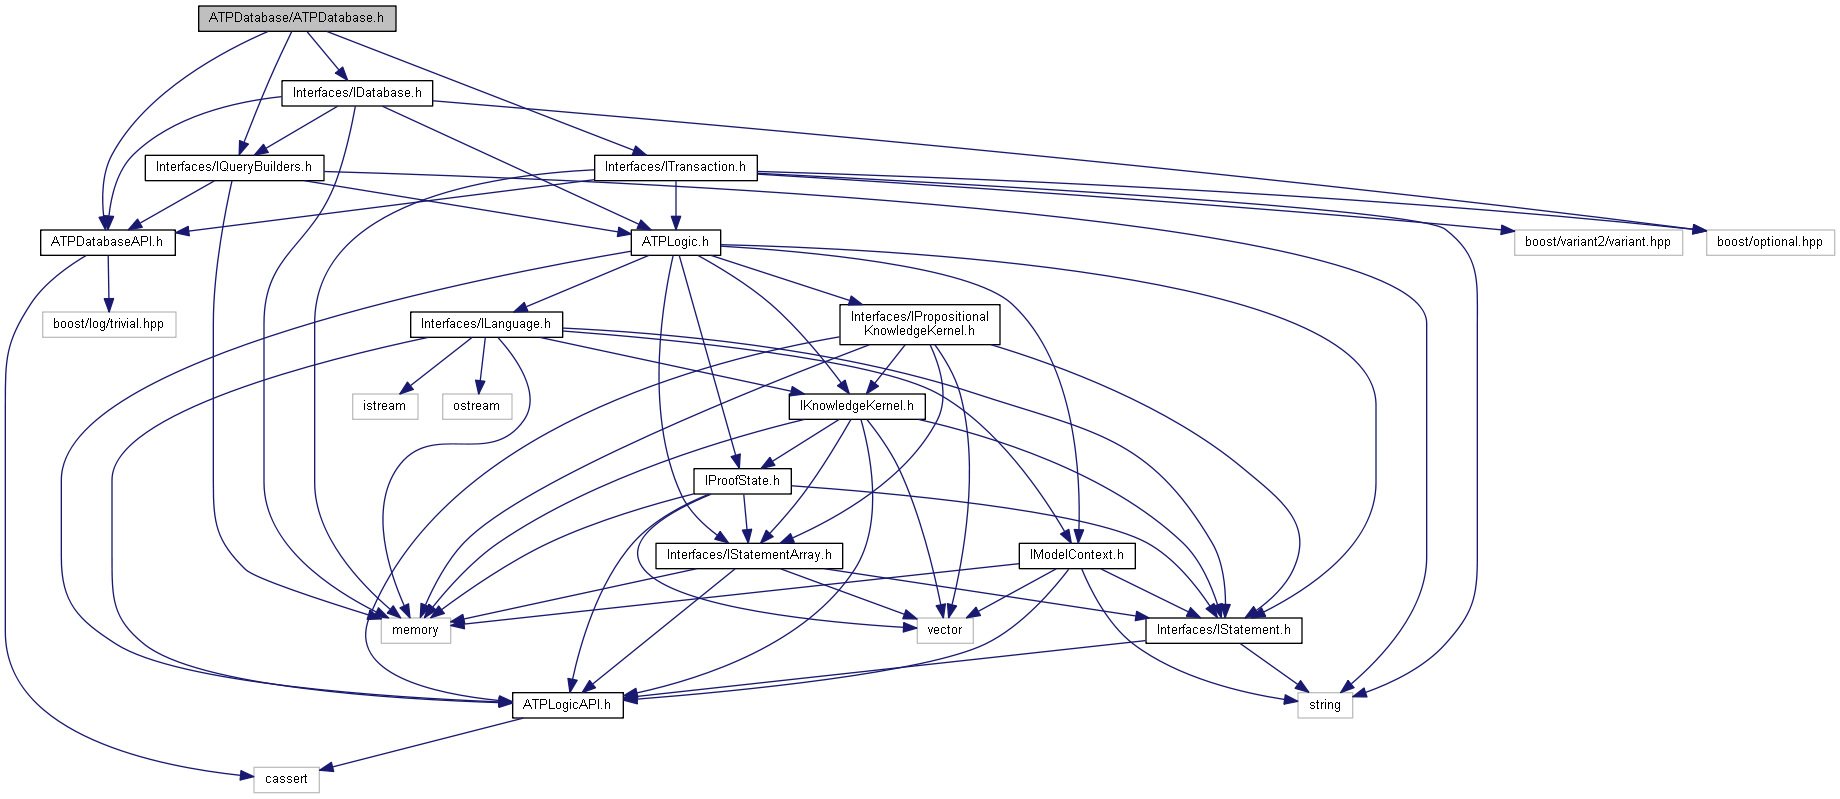 ATPDatabase/ATPDatabase.h
Interfaces/IDatabase.h
Interfaces/IQueryBuilders.h
Interfaces/ITransaction.h
ATPDatabaseAPI.h
ATPLogic.h
boost/variant2/variant.hpp
boost/optional.hpp
boost/log/trivial.hpp
Interfaces/ILanguage.h
Interfaces/IPropositional
KnowledgeKernel.h
istream
ostream
IKnowledgeKernel.h
IProofState.h
Interfaces/IStatementArray.h
IModelContext.h
memory
vector
Interfaces/IStatement.h
ATPLogicAPI.h
string
cassert